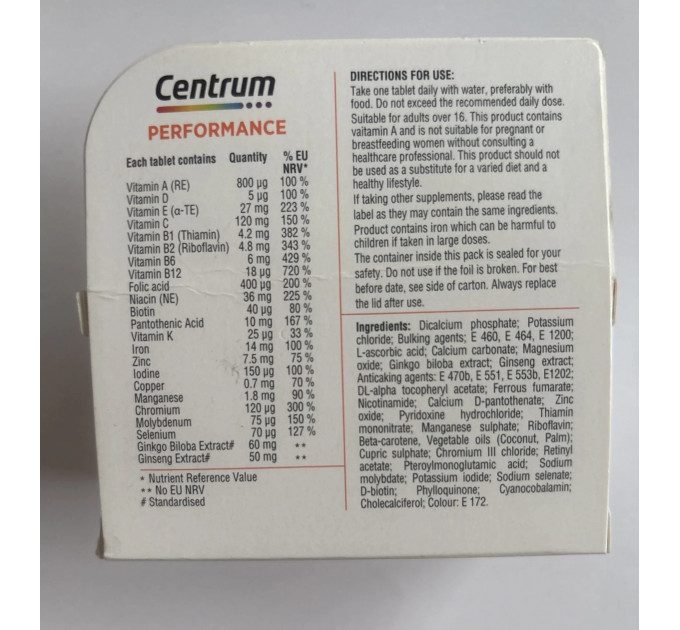 Centrum
PERFORMANCE
Each tablet contains Quantity % EU NRV*
Vitamin A (RE) 800 µg 100 %
Vitamin D 5 µg 100 %
Vitamin E (α-TE) 27 mg 223 %
Vitamin C 120 mg 150 %
Vitamin B1 (Thiamin) 4.2 mg 382 %
Vitamin B2 (Riboflavin) 4.8 mg 343 %
Vitamin B6 6 mg 429 %
Vitamin B12 18 µg 720 %
Folic acid 400 µg 200 %
Niacin (NE) 36 mg 225 %
Biotin 40 µg 80 %
Pantothenic Acid 10 mg 167 %
Vitamin K 25 µg 33 %
Iron 14 mg 100 %
Zinc 7.5 mg 75 %
Iodine 150 µg 100 %
Copper 0.7 mg 70 %
Manganese 1.8 mg 90 %
Chromium 120 µg 300 %
Molybdenum 75 µg 150 %
Selenium 70 µg 127 %
Ginkgo Biloba Extract# 60 mg **
Ginseng Extract# 50 mg **
* Nutrient Reference Value
** No EU NRV
# Standardised
DIRECTIONS FOR USE:
Take one tablet daily with water, preferably with
food. Do not exceed the recommended daily dose.
Suitable for adults over 16. This product contains
vaitamin A and is not suitable for pregnant or
breastfeeding women without consulting a
healthcare professional. This product should not
be used as a substitute for a varied diet and a
healthy lifestyle.
If taking other supplements, please read the
label as they may contain the same ingredients.
Product contains iron which can be harmful to
children if taken in large doses.
The container inside this pack is sealed for your
safety. Do not use if the foil is broken. For best
before date, see side of carton. Always replace
the lid after use.
Ingredients: Dicalcium phosphate; Potassium
chloride; Bulking agents; E 460, E 464, E 1200;
L-ascorbic acid; Calcium carbonate; Magnesium
oxide; Ginkgo biloba extract; Ginseng extract;
Anticaking agents: E 470b, E 551, E 553b, E1202;
DL-alpha tocopheryl acetate; Ferrous fumarate;
Nicotinamide; Calcium D-pantothenate; Zinc
oxide; Pyridoxine hydrochloride; Thiamin
mononitrate; Manganese sulphate; Riboflavin;
Beta-carotene, Vegetable oils (Coconut, Palm);
Cupric sulphate; Chromium III chloride; Retinyl
acetate; Pteroylmonoglutamic acid; Sodium
molybdate; Potassium iodide; Sodium selenate;
D-biotin; Phylloquinone; Cyanocobalamin;
Cholecalciferol; Colour: E 172.